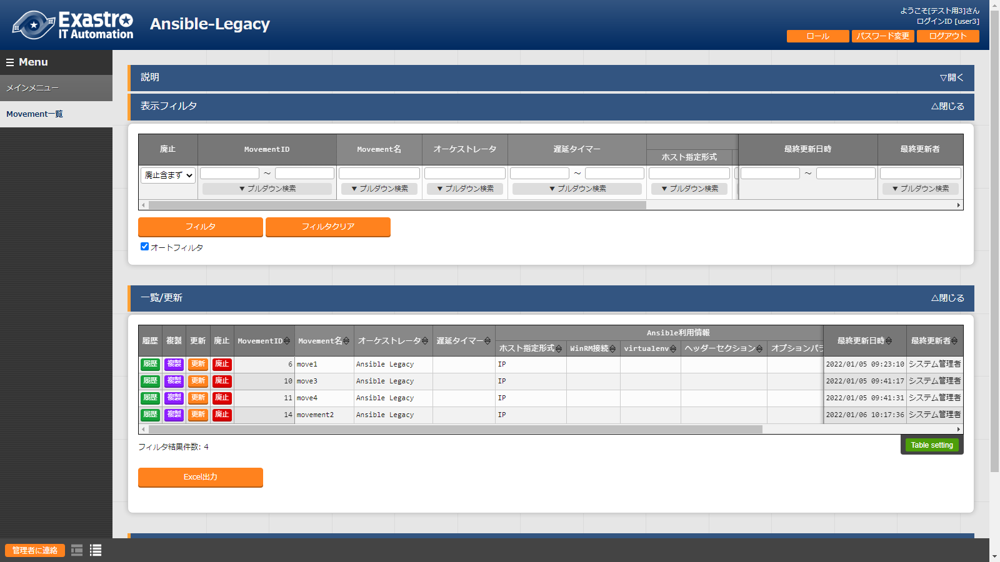 Exastro
IT Automation
Ansible-Legacy
ようこそ[テスト用3]さん
ログインID [user3]
ロール パスワード変更 ログアウト
Menu
メインメニュー
Movement一覧
説明 ▽開く
表示フィルタ △閉じる
廃止 MovementID Movement名 オーケストレータ 遅延タイマー ホスト指定形式 最終更新日時 最終更新者
廃止含まず ～ ～ ～
▼ プルダウン検索 ▼ プルダウン検索 ▼ プルダウン検索 ▼ プルダウン検索 ▼ プルダウン検索 ▼ プルダウン検索
フィルタ フィルタクリア
オートフィルタ
一覧/更新 △閉じる
Ansible利用情報
履歴 複製 更新 廃止 MovementID Movement名 オーケストレータ 遅延タイマー ホスト指定形式 WinRM接続 virtualenv ヘッダーセクション オプションパラ 最終更新日時 最終更新者
履歴 複製 更新 廃止 6 move1 Ansible Legacy IP 2022/01/05 09:23:10 システム管理者
履歴 複製 更新 廃止 10 move3 Ansible Legacy IP 2022/01/05 09:41:17 システム管理者
履歴 複製 更新 廃止 11 move4 Ansible Legacy IP 2022/01/05 09:41:31 システム管理者
履歴 複製 更新 廃止 14 movement2 Ansible Legacy IP 2022/01/06 10:17:36 システム管理者
フィルタ結果件数: 4
Table setting
Excel出力
管理者に連絡